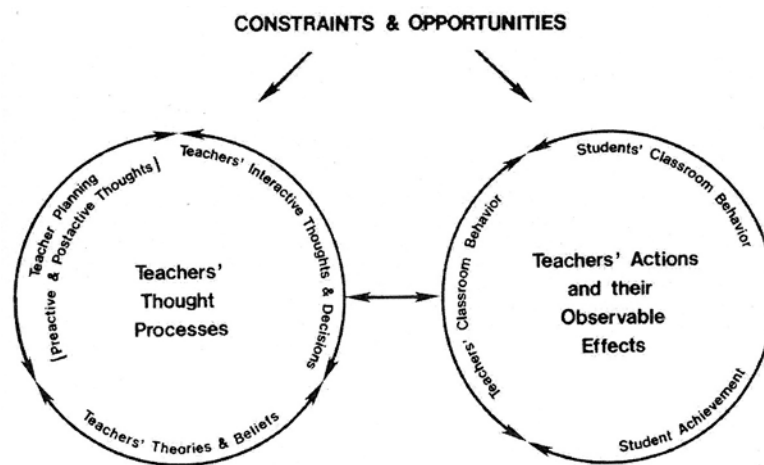 CONSTRAINTS & OPPORTUNITIES
Teacher Planning
[Preactive & Postactive Thoughts]
Teachers' Interactive Thoughts & Decisions
Teachers'
Thought
Processes
Teachers' Theories & Beliefs
Students' Classroom Behavior
Teachers' Classroom Behavior
Teachers' Actions
and their
Observable
Effects
Student Achievement